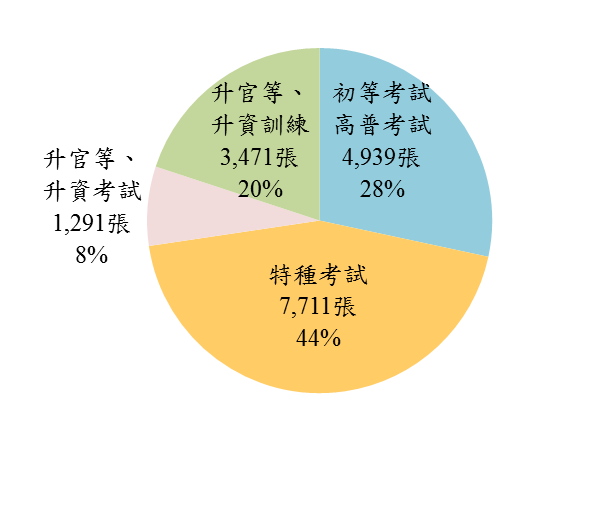 升官等、
升資訓練
3,471張
20%
初等考試
高普考試
4,939張
28%
升官等、
升資考試
1,291張
8%
特種考試
7,711張
44%